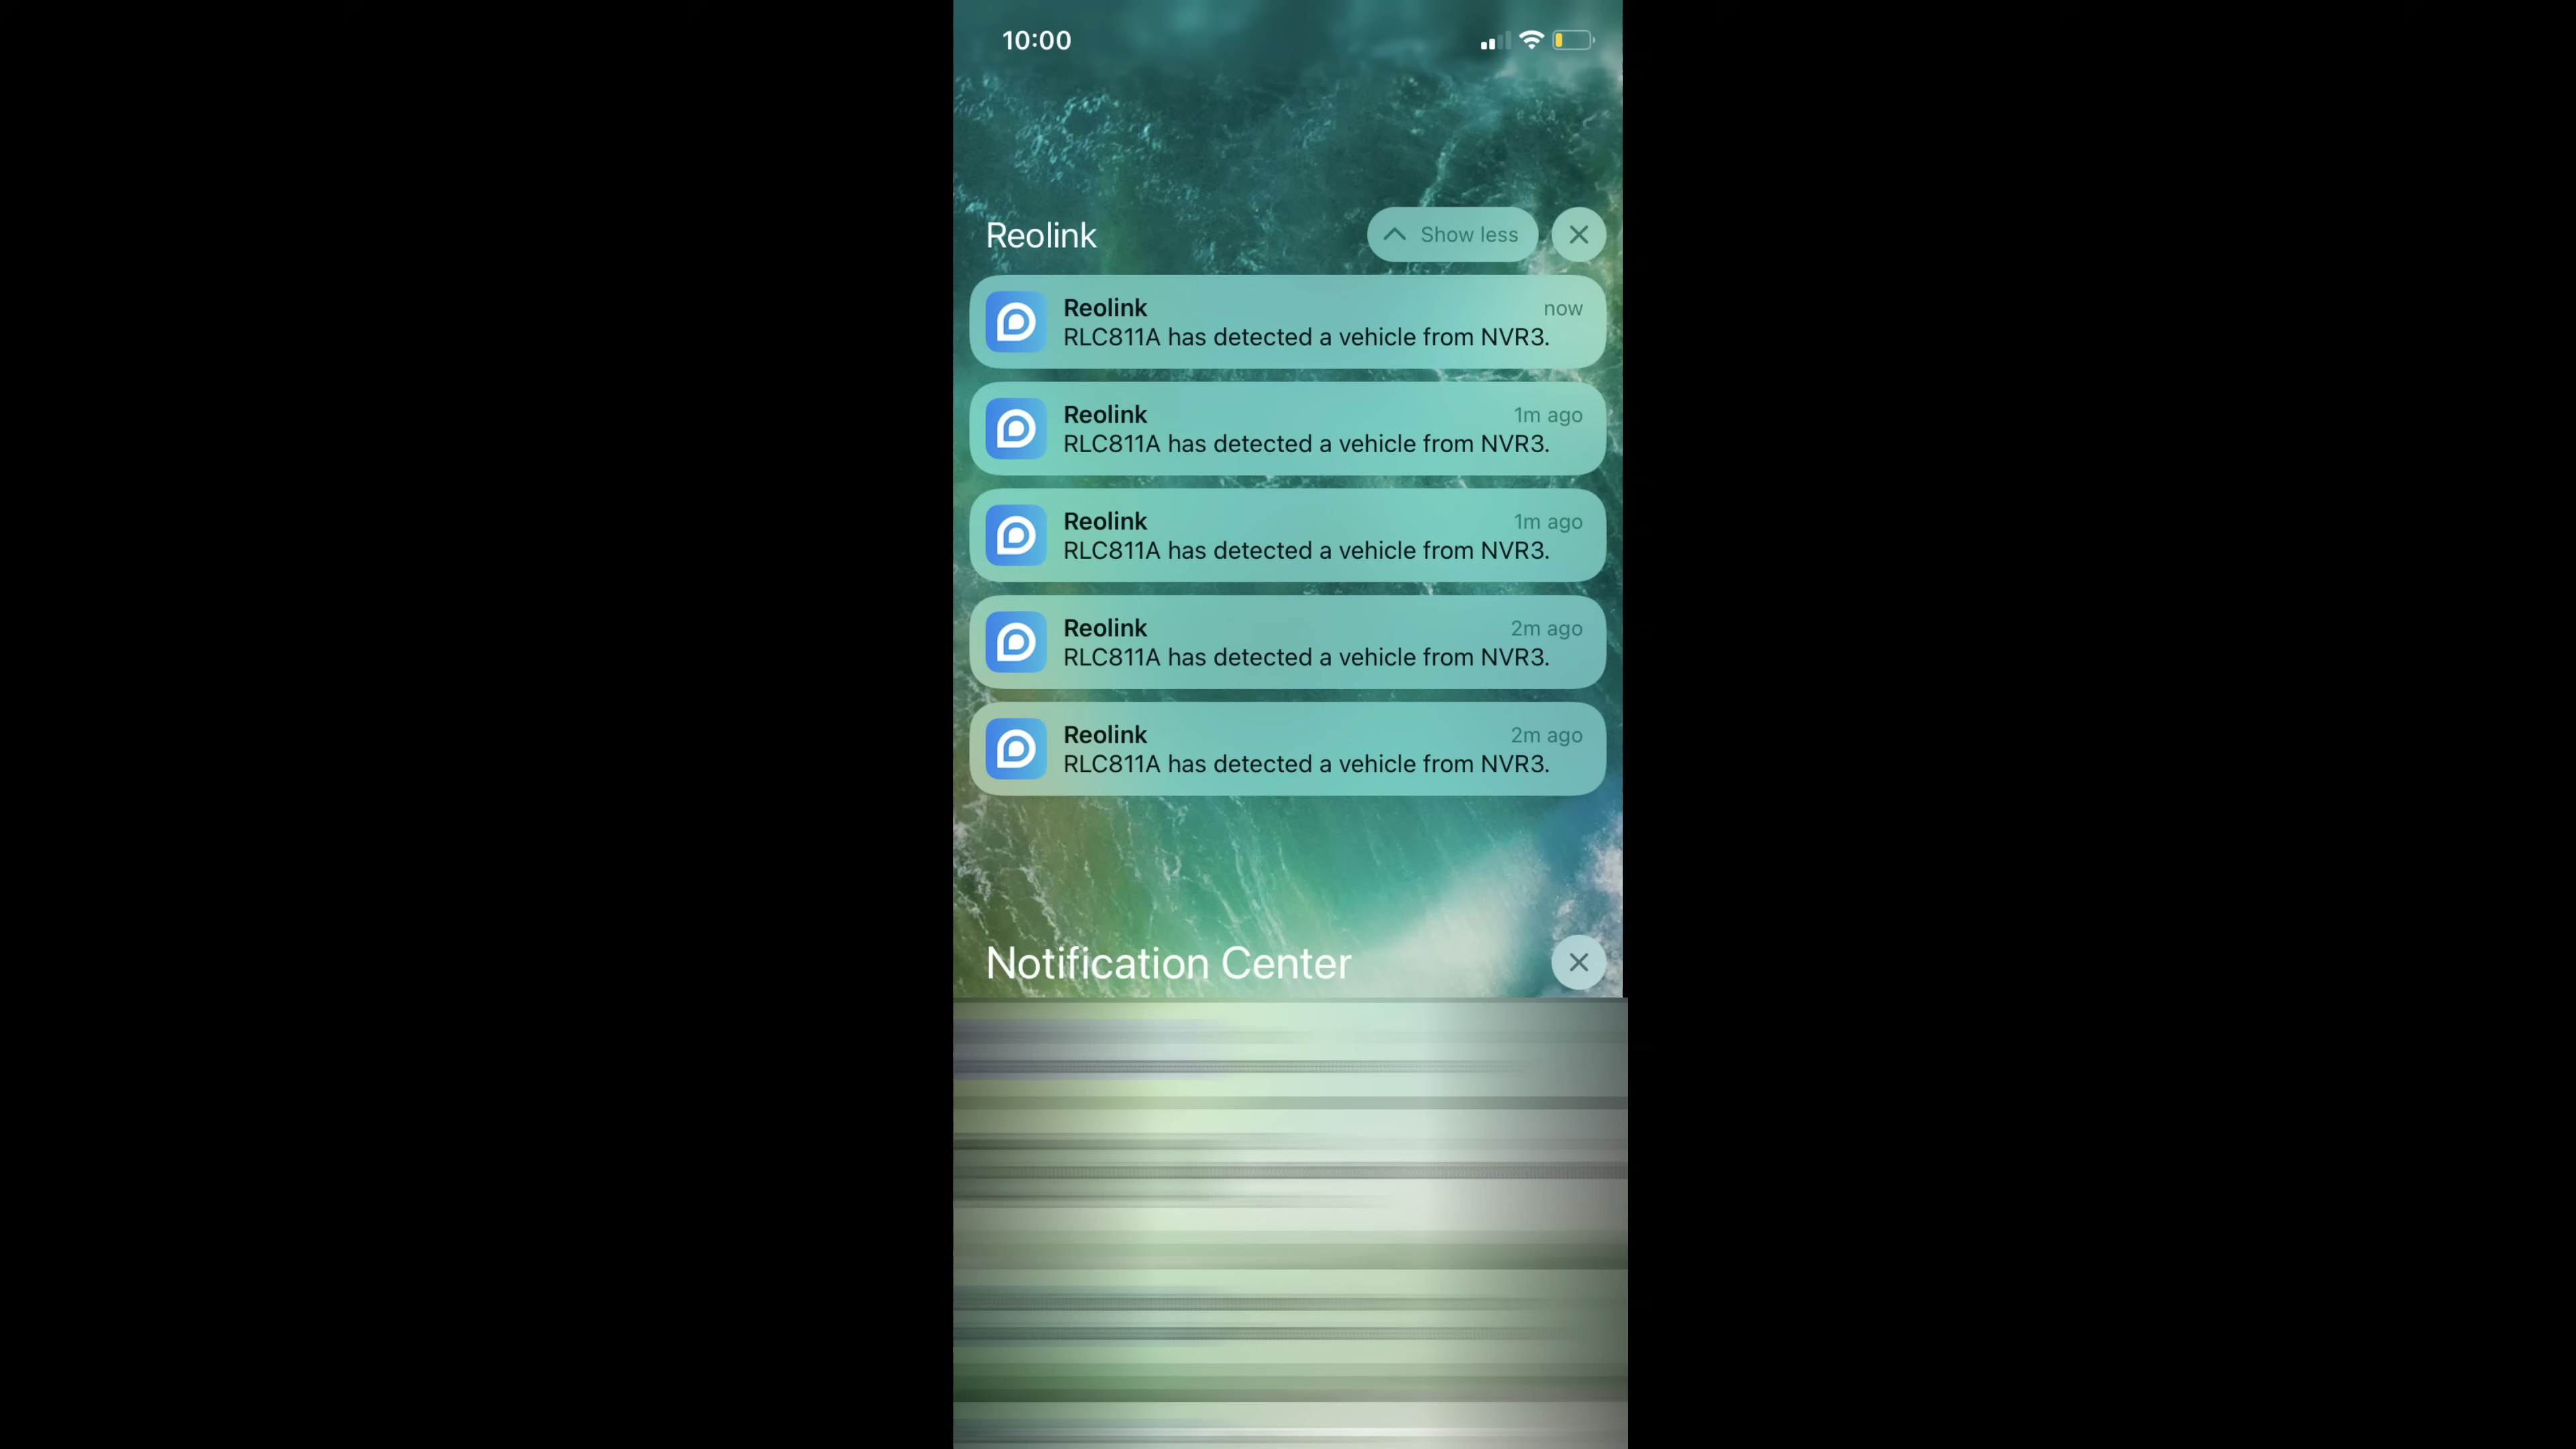 10:00
Reolink
Show less
Reolink
now
RLC811A has detected a vehicle from NVR3.
Reolink
1m ago
RLC811A has detected a vehicle from NVR3.
Reolink
1m ago
RLC811A has detected a vehicle from NVR3.
Reolink
2m ago
RLC811A has detected a vehicle from NVR3.
Reolink
2m ago
RLC811A has detected a vehicle from NVR3.
Notification Center